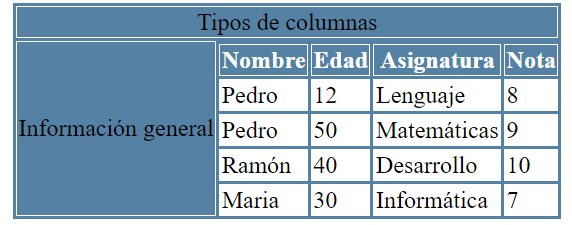 Tipos de columnas
Nombre Edad Asignatura Nota
Pedro 12 Lenguaje 8
Información general
Pedro 50 Matemáticas 9
Ramón 40 Desarrollo 10
Maria 30 Informática 7